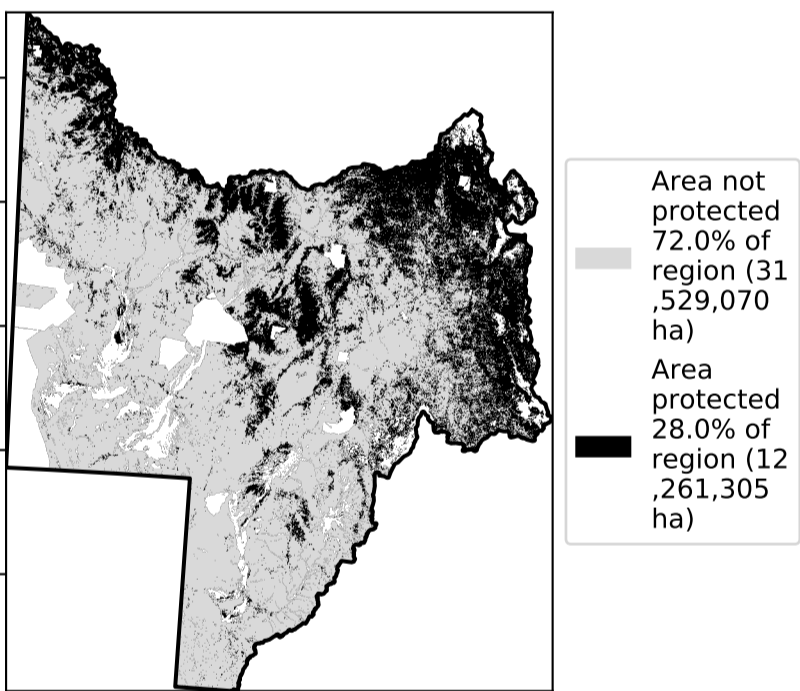 Area not
protected
72.0% of
region (31
,529,070
ha)
Area
protected
28.0% of
region (12
,261,305
ha)